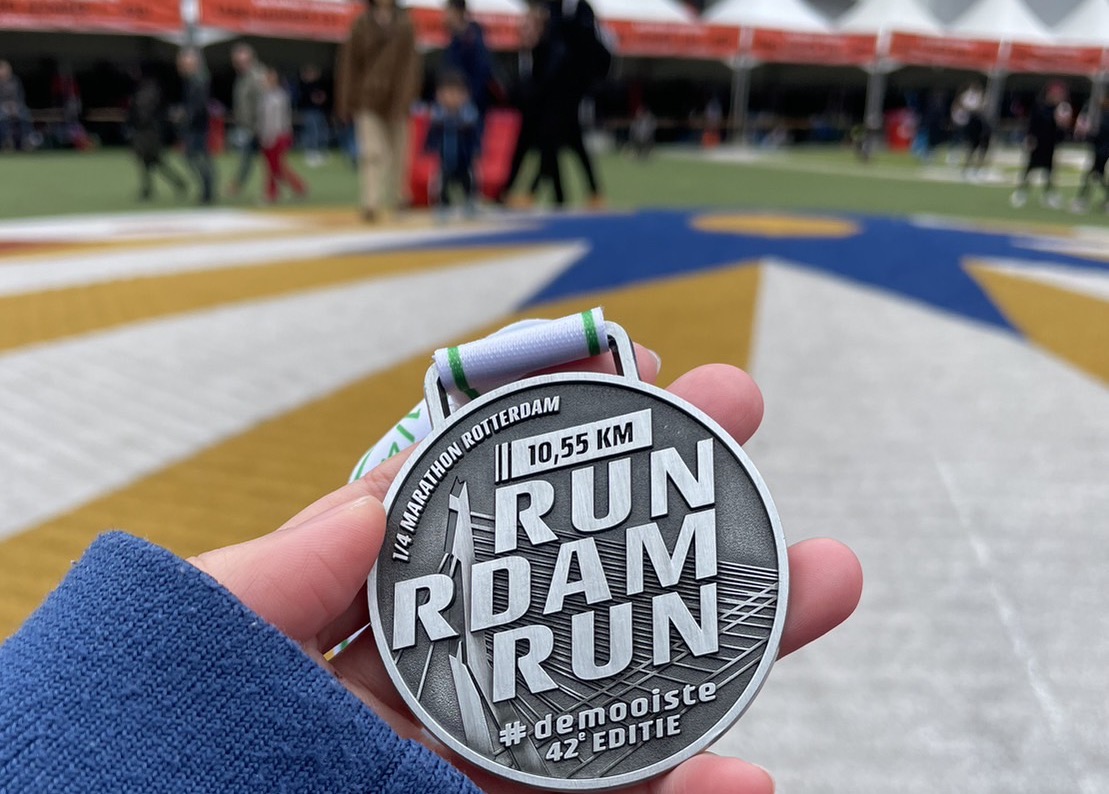 1/4 MARATHON ROTTERDAM
10,55 KM
RUN
RDAM
RUN
#demooiste
42e EDITIE